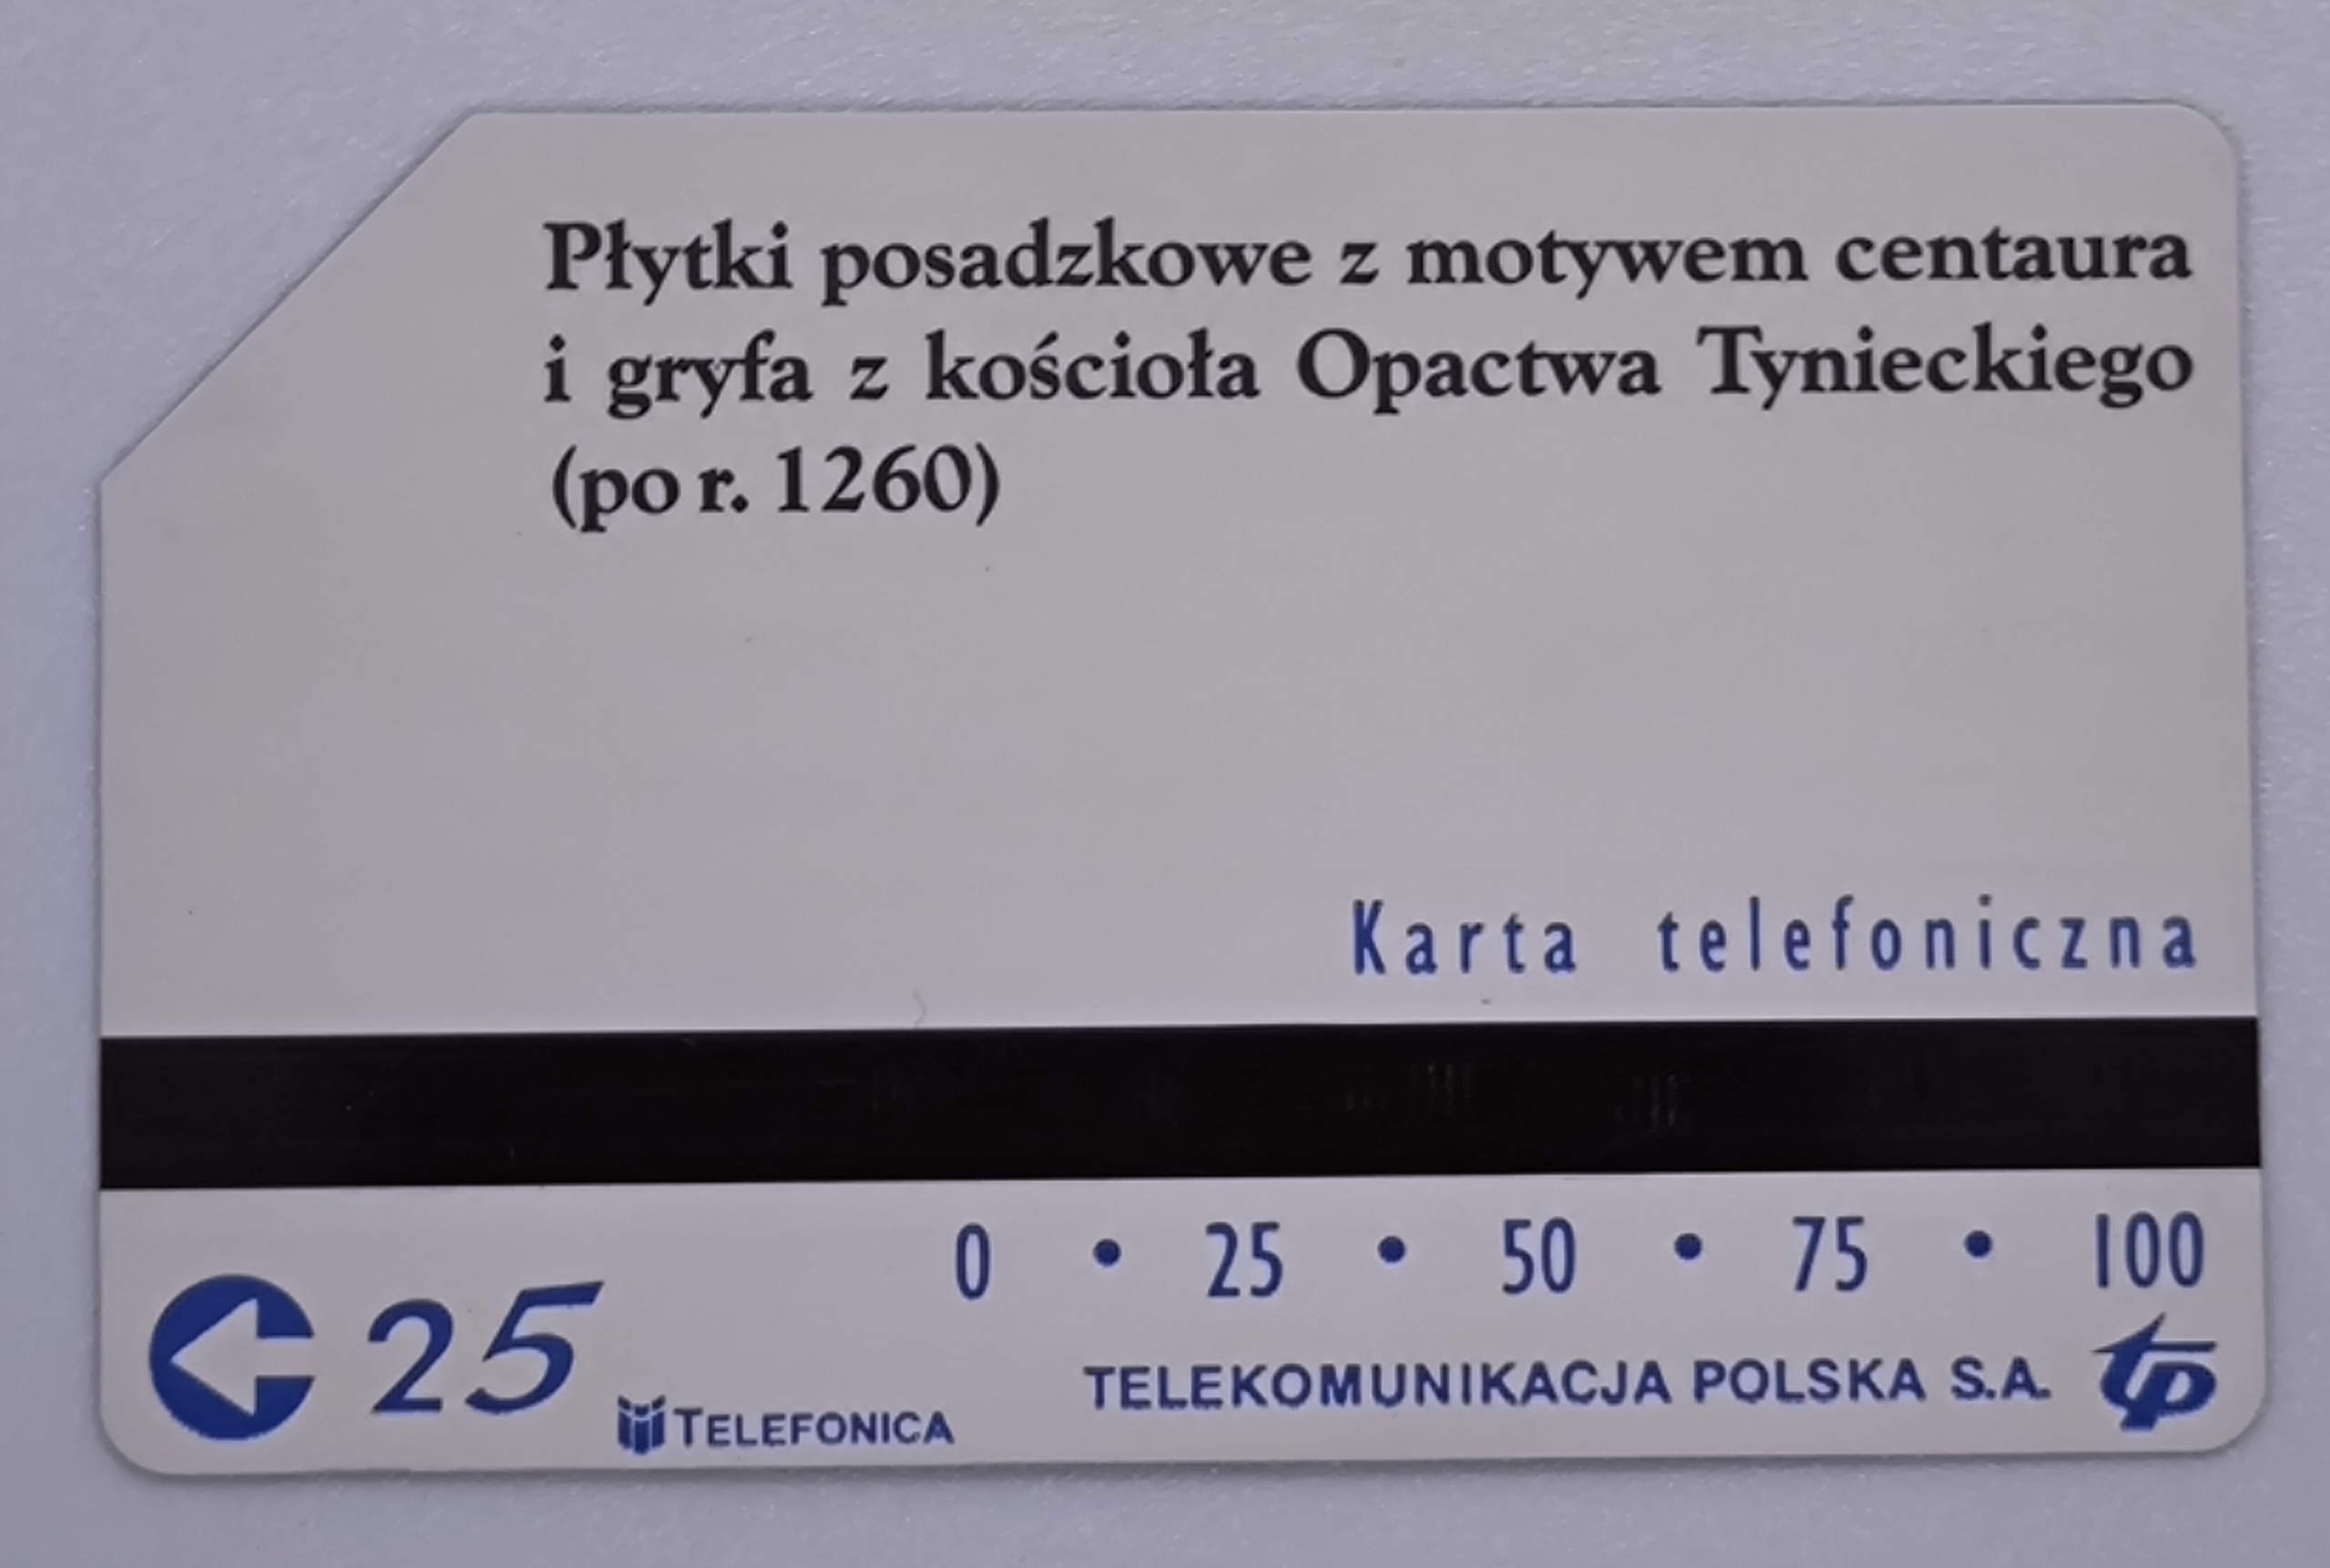 Płytki posadzkowe z motywem centaura
i gryfa z kościoła Opactwa Tynieckiego
(po r. 1260)
Karta telefoniczna
0 • 25 • 50 • 75 • 100
25
TELEFONICA
TELEKOMUNIKACJA POLSKA S.A. tp